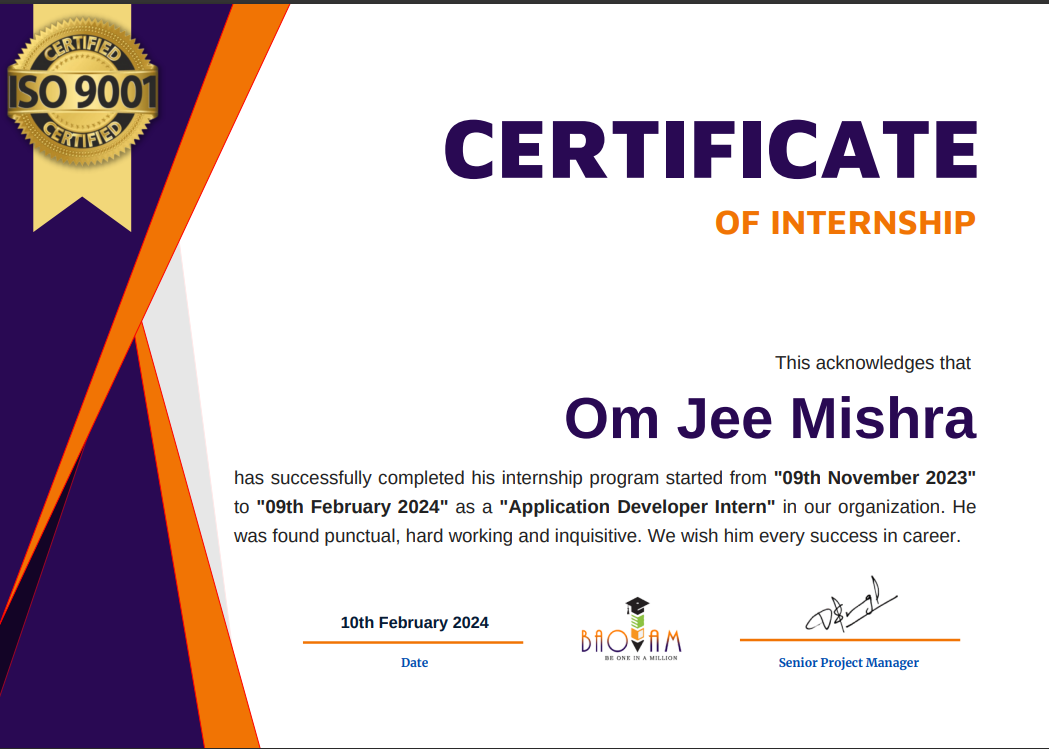 CERTIFIED
ISO 9001
CERTIFIED
CERTIFICATE
OF INTERNSHIP
This acknowledges that
Om Jee Mishra
has successfully completed his internship program started from "09th November 2023"
to "09th February 2024" as a "Application Developer Intern" in our organization. He
was found punctual, hard working and inquisitive. We wish him every success in career.
10th February 2024
Date
BE ONE IN A MILLION
Senior Project Manager